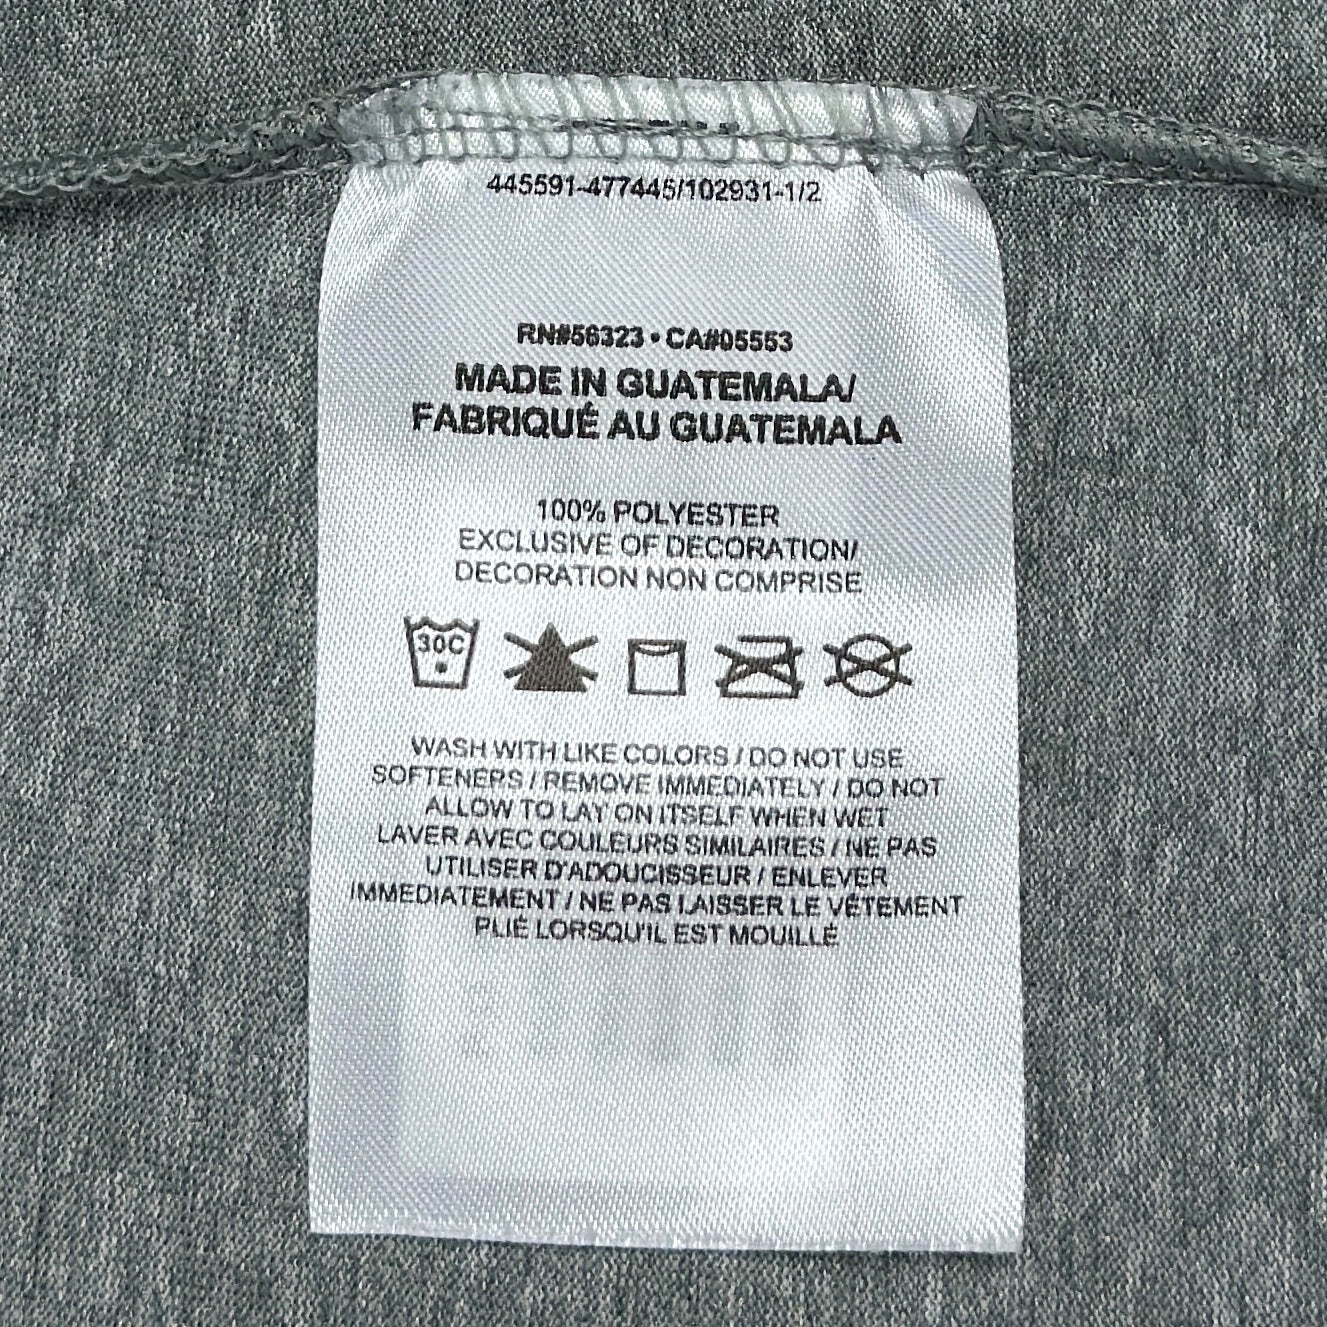 445591-477445/102931-1/2
RN#56323 • CA#05553
MADE IN GUATEMALA/
FABRIQUÉ AU GUATEMALA
100% POLYESTER
EXCLUSIVE OF DECORATION/
DECORATION NON COMPRISE
30C
WASH WITH LIKE COLORS / DO NOT USE
SOFTENERS / REMOVE IMMEDIATELY / DO NOT
ALLOW TO LAY ON ITSELF WHEN WET
LAVER AVEC COULEURS SIMILAIRES / NE PAS
UTILISER D'ADOUCISSEUR / ENLEVER
IMMEDIATEMENT / NE PAS LAISSER LE VÊTEMENT
PLIÉ LORSQU'IL EST MOUILLÉ